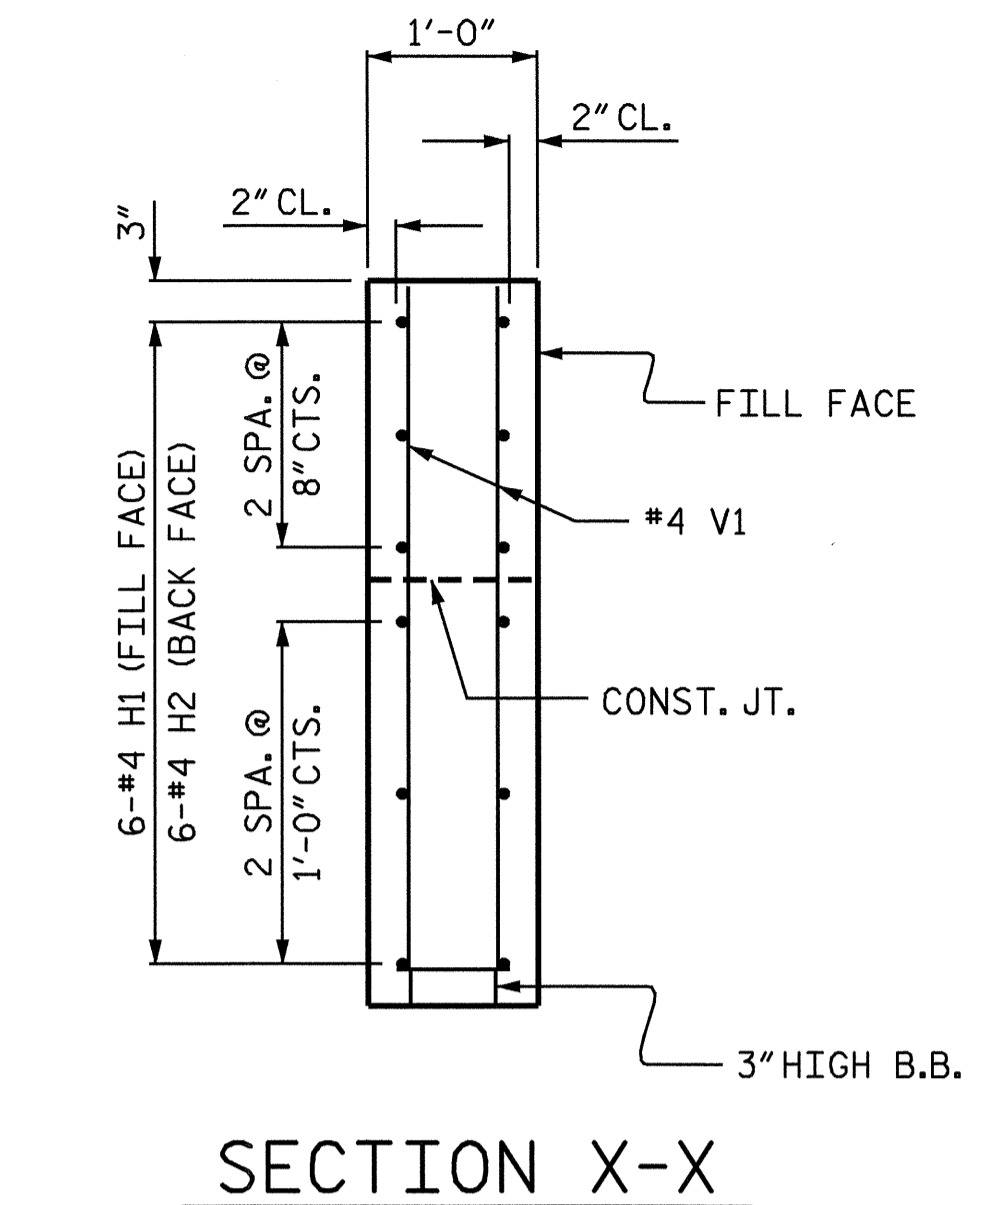 1'-0"
2" CL.
2" CL.
3"
2 SPA. @
8" CTS.
FILL FACE
#4 V1
6-#4 H1 (FILL FACE)
6-#4 H2 (BACK FACE)
CONST. JT.
2 SPA. @
1'-0" CTS.
3" HIGH B.B.
SECTION X-X